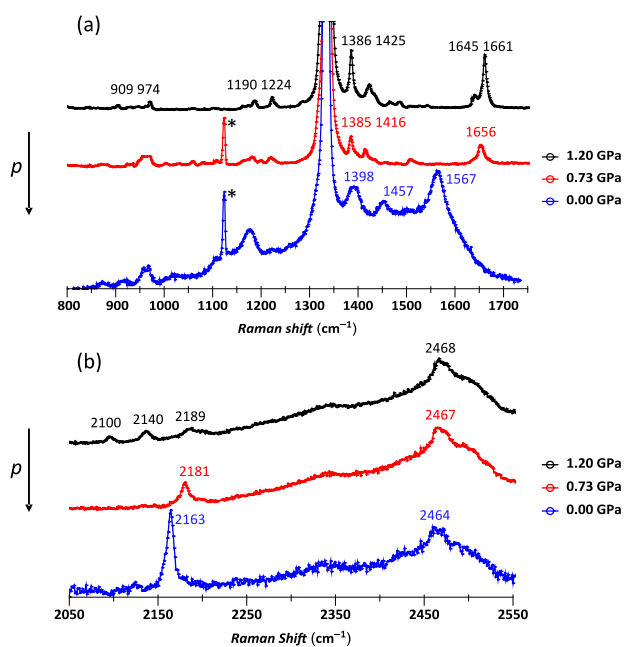 (a)
1386 1425
1645 1661
909 974
1190 1224
*
1385 1416
1656
p
1.20 GPa
0.73 GPa
0.00 GPa
*
1398
1457
1567
800 900 1000 1100 1200 1300 1400 1500 1600 1700
Raman shift (cm⁻¹)
(b)
2468
2100
2140
2189
2467
p
2181
1.20 GPa
0.73 GPa
0.00 GPa
2163
2464
2050 2150 2250 2350 2450 2550
Raman Shift (cm⁻¹)